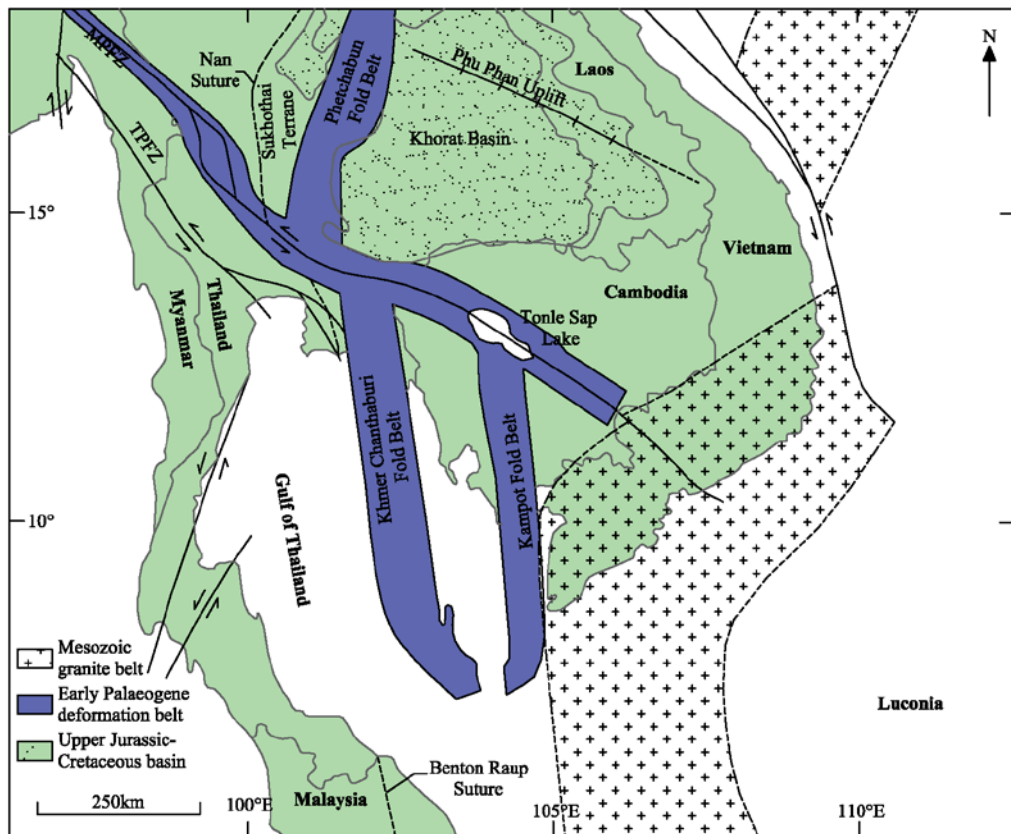 MPFZ
Nan
Suture
Sukhothai
Terrane
Phetchabun
Fold Belt
Phu Phan Uplift
Laos
N
TPFZ
Khorat Basin
15°
Vietnam
Myanmar
Thailand
Cambodia
Tonle Sap
Lake
Khmer Chanthaburi
Fold Belt
Kampot Fold Belt
10°
Gulf of Thailand
Mesozoic
granite belt
Early Palaeogene
deformation belt
Upper Jurassic-
Cretaceous basin
Luconia
Benton Raup
Suture
Malaysia
250km
100°E
105°E
110°E